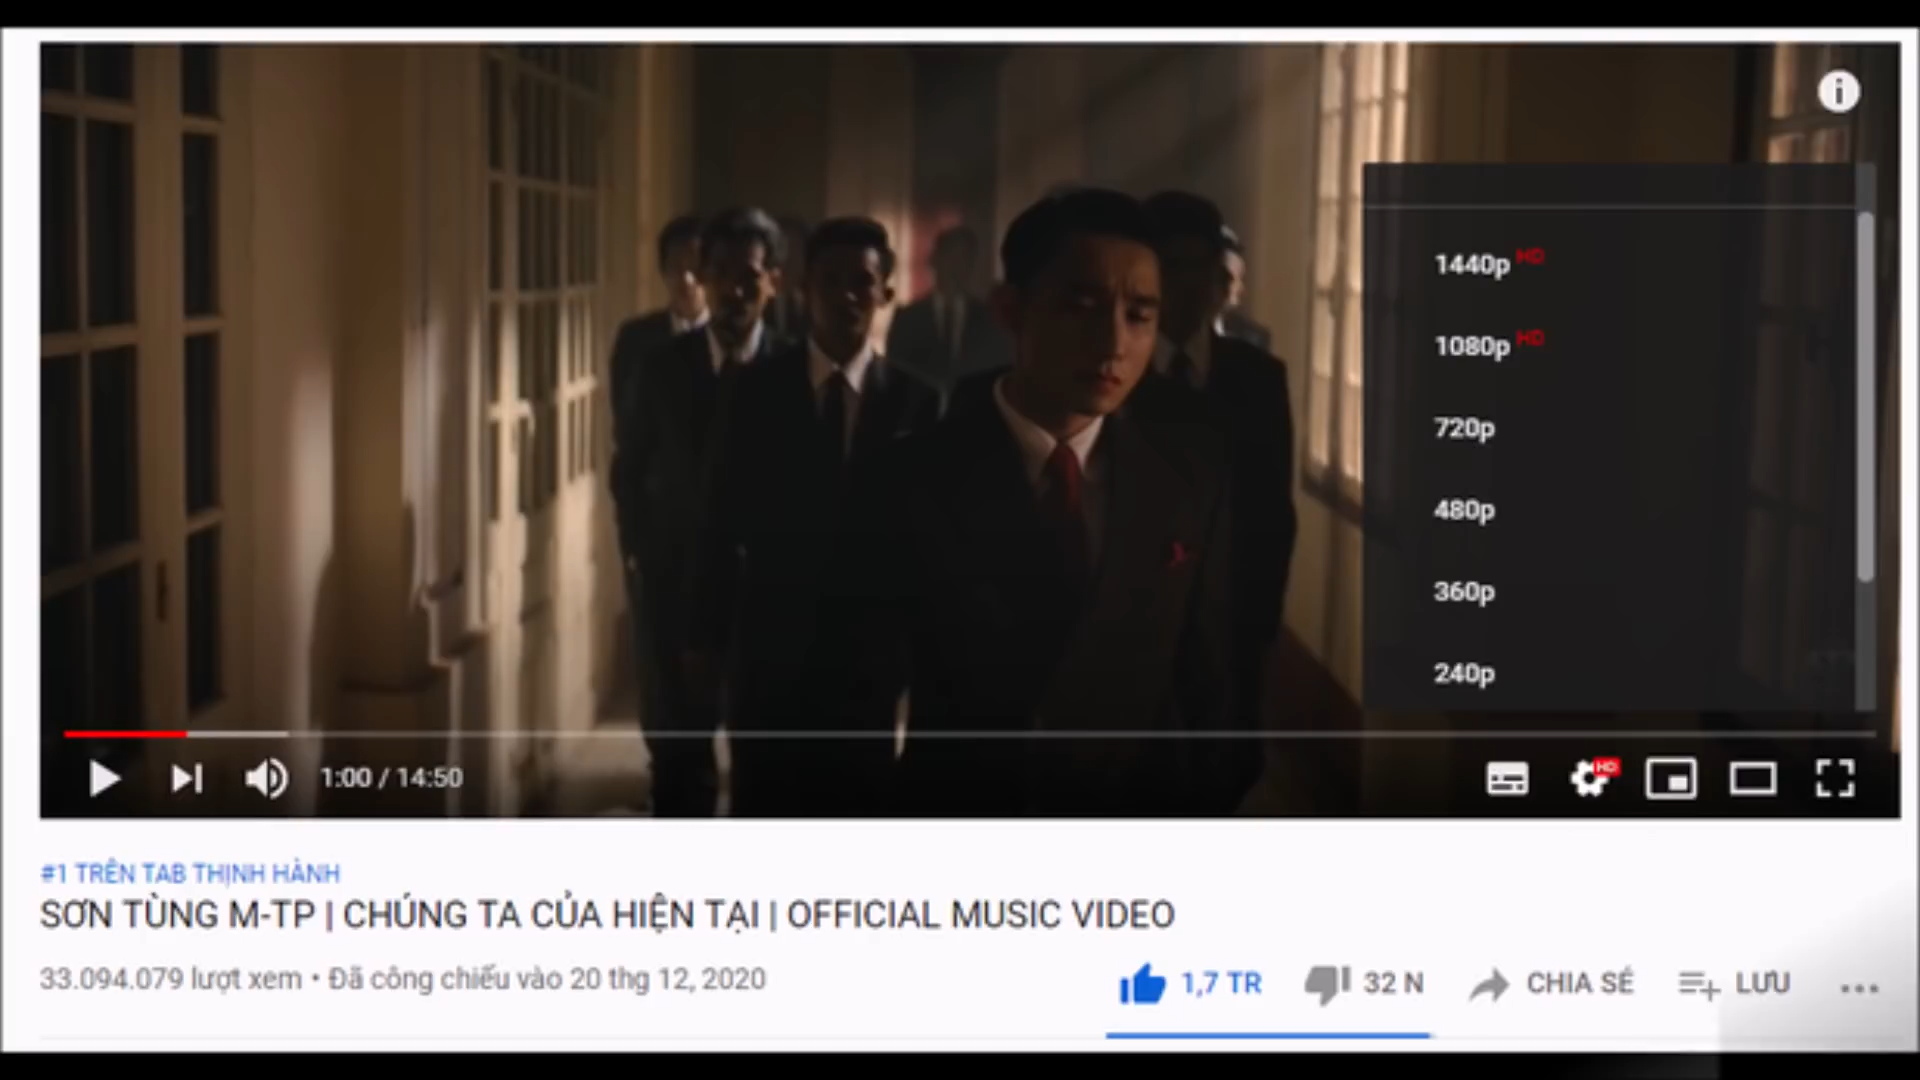 1440p HD
1080p HD
720p
480p
360p
240p
1:00 / 14:50
HD
#1 TRÊN TAB THỊNH HÀNH
SƠN TÙNG M-TP | CHÚNG TA CỦA HIỆN TẠI | OFFICIAL MUSIC VIDEO
33.094.079 lượt xem • Đã công chiếu vào 20 thg 12, 2020
1,7 TR 32 N CHIA SẺ LƯU